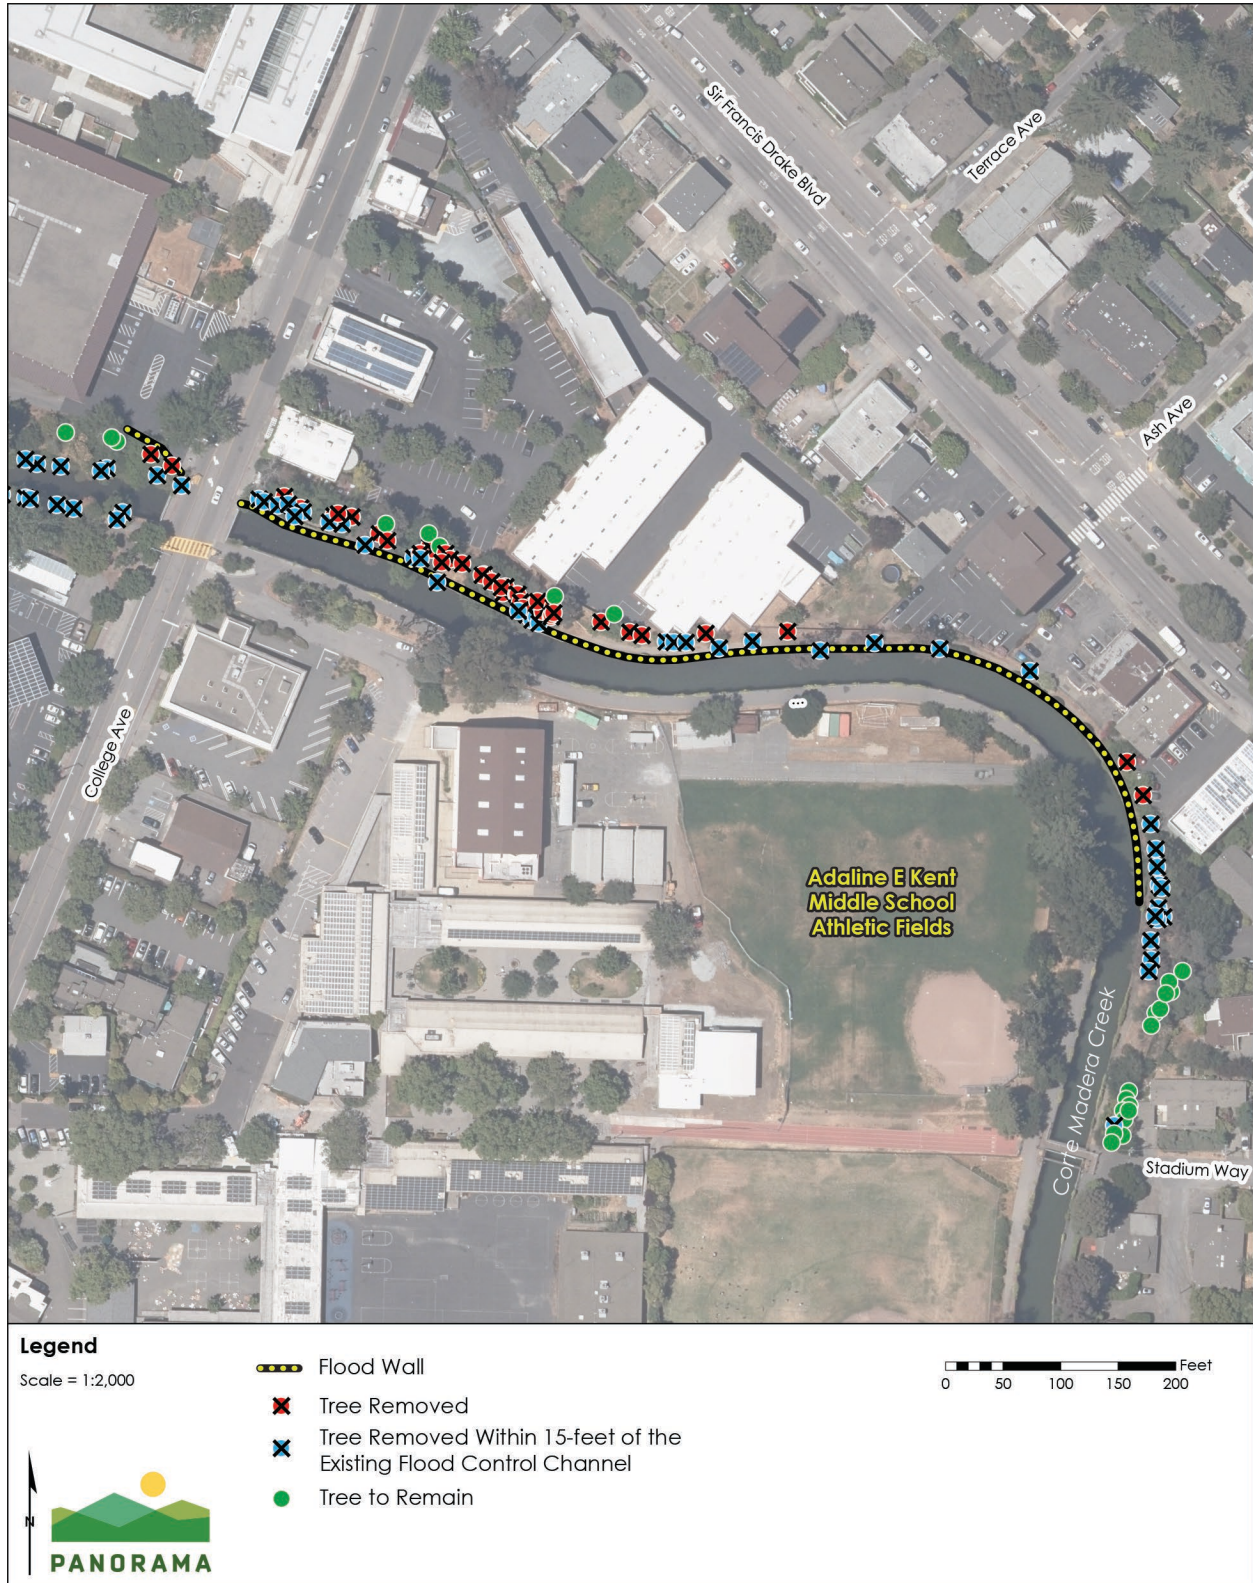 Sir Francis Drake Blvd
Terrace Ave
Ash Ave
College Ave
Adaline E Kent
Middle School
Athletic Fields
Corte Madera Creek
Stadium Way
Legend
Scale = 1:2,000
Flood Wall
Tree Removed
Tree Removed Within 15-feet of the
Existing Flood Control Channel
Tree to Remain
Feet
0 50 100 150 200
N
PANORAMA